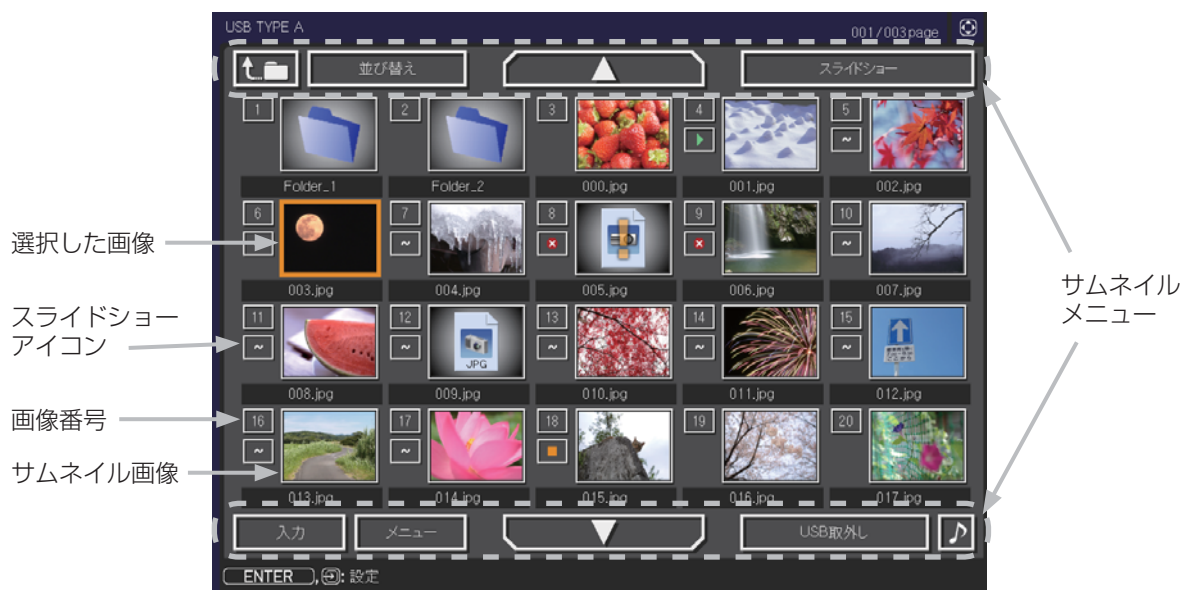 USB TYPE A
001/003page
並び替え
スライドショー
1
2
3
4
5
Folder_1
Folder_2
000.jpg
001.jpg
002.jpg
選択した画像
6
7
~
8
9
10
~
003.jpg
004.jpg
005.jpg
006.jpg
007.jpg
サムネイル
メニュー
スライドショー
アイコン
11
~
12
~
JPG
13
~
14
~
15
~
008.jpg
009.jpg
010.jpg
011.jpg
012.jpg
画像番号
16
~
17
~
18
19
20
サムネイル画像
013.jpg
014.jpg
015.jpg
016.jpg
017.jpg
入力
メニュー
USB取外し
ENTER , : 設定